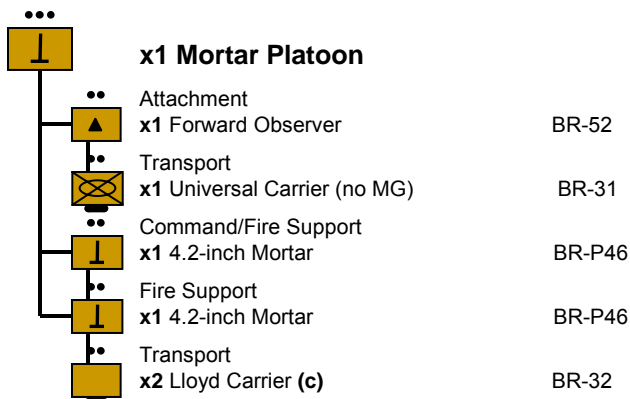 x1 Mortar Platoon
Attachment
x1 Forward Observer BR-52
Transport
x1 Universal Carrier (no MG) BR-31
Command/Fire Support
x1 4.2-inch Mortar BR-P46
Fire Support
x1 4.2-inch Mortar BR-P46
Transport
x2 Lloyd Carrier (c) BR-32